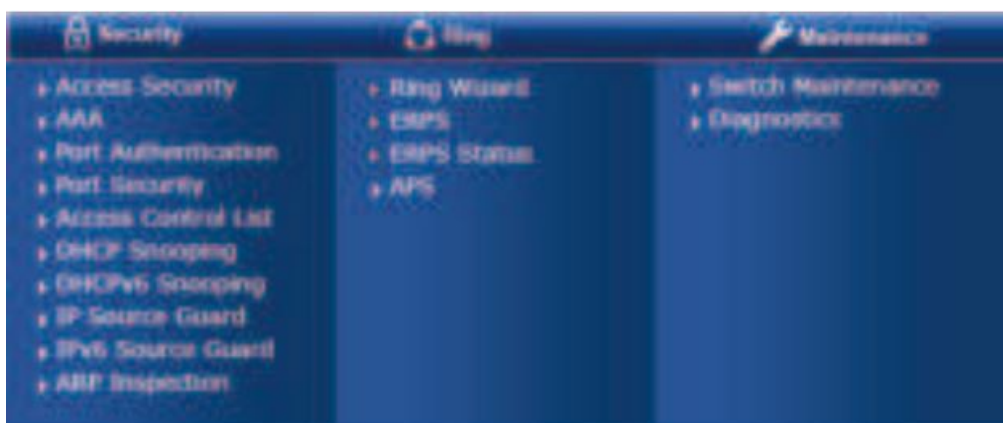 Security
Access Security
AAA
Port Authentication
Port Security
Access Control List
DHCP Snooping
DHCPv6 Snooping
IP Source Guard
IPv6 Source Guard
ARP Inspection
Ring
Ring Wizard
ERPS
ERPS Status
APS
Maintenance
Switch Maintenance
Diagnostics